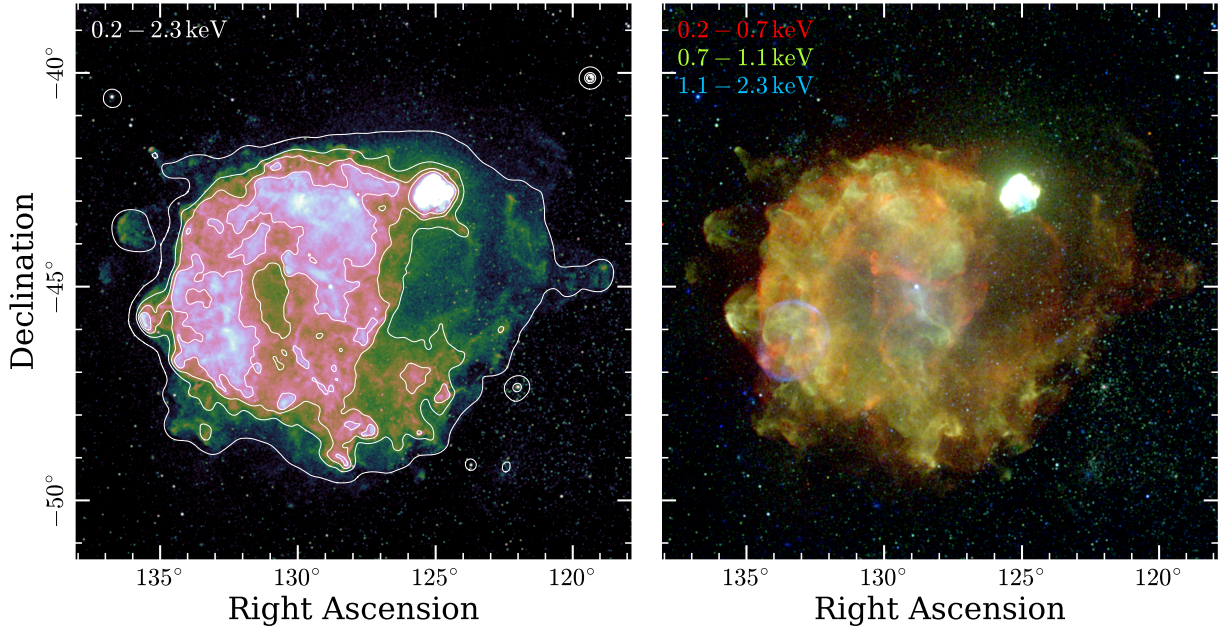 0.2 − 2.3 keV
0.2 − 0.7 keV
0.7 − 1.1 keV
1.1 − 2.3 keV
−40°
−45°
−50°
Declination
135° 130° 125° 120°
135° 130° 125° 120°
Right Ascension
Right Ascension